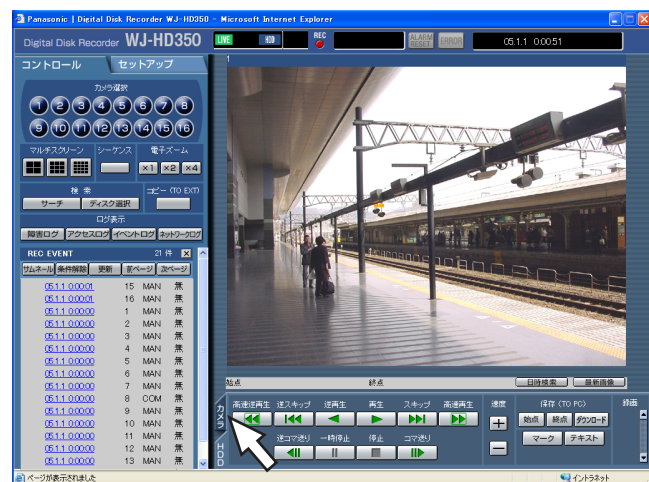 Panasonic | Digital Disk Recorder WJ-HD350 - Microsoft Internet Explorer
Digital Disk Recorder WJ-HD350
LIVE HDD REC ALARM RESET ERROR 05.1.1 0:00:51
コントロール セットアップ
1
カメラ選択
1 2 3 4 5 6 7 8
9 10 11 12 13 14 15 16
マルチスクリーン シーケンス 電子ズーム
×1 ×2 ×4
検 索 コピー (TO EXT)
サーチ ディスク選択
ログ表示
障害ログ アクセスログ イベントログ ネットワークログ
REC EVENT 21 件
サムネール 条件解除 更新 前ページ 次ページ
05.1.1 0:00:01 15 MAN 無
05.1.1 0:00:01 16 MAN 無
05.1.1 0:00:00 1 MAN 無
05.1.1 0:00:00 2 MAN 無
05.1.1 0:00:00 3 MAN 無
05.1.1 0:00:00 4 MAN 無
05.1.1 0:00:00 5 MAN 無
05.1.1 0:00:00 6 MAN 無
05.1.1 0:00:00 7 MAN 無
05.1.1 0:00:00 8 COM 無
05.1.1 0:00:00 9 MAN 無
05.1.1 0:00:00 10 MAN 無
05.1.1 0:00:00 11 MAN 無
05.1.1 0:00:00 12 MAN 無
05.1.1 0:00:00 13 MAN 無
始点 終点 日時検索 最新画像
カメラ
HDD
高速逆再生 逆スキップ 逆再生 再生 スキップ 高速再生 速度 保存 (TO PC) 録画
始点 終点 ダウンロード
逆コマ送り 一時停止 停止 コマ送り
マーク テキスト
ページが表示されました
イントラネット